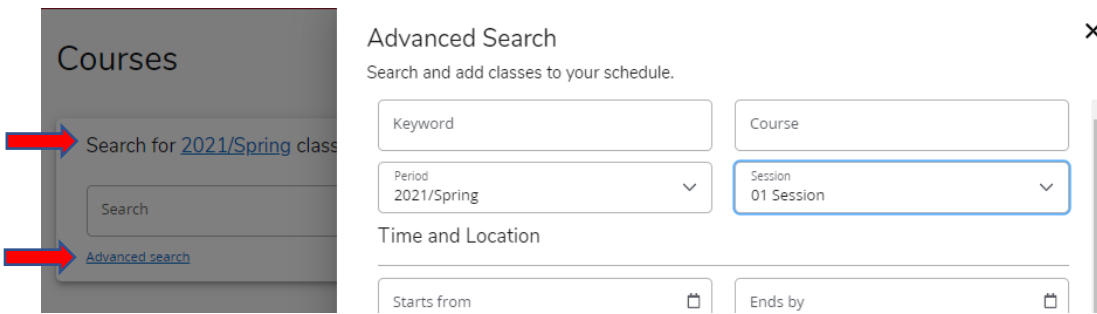 Courses
Search for 2021/Spring class
Search
Advanced search
Advanced Search
Search and add classes to your schedule.
Keyword
Course
Period
2021/Spring
Session
01 Session
Time and Location
Starts from
Ends by